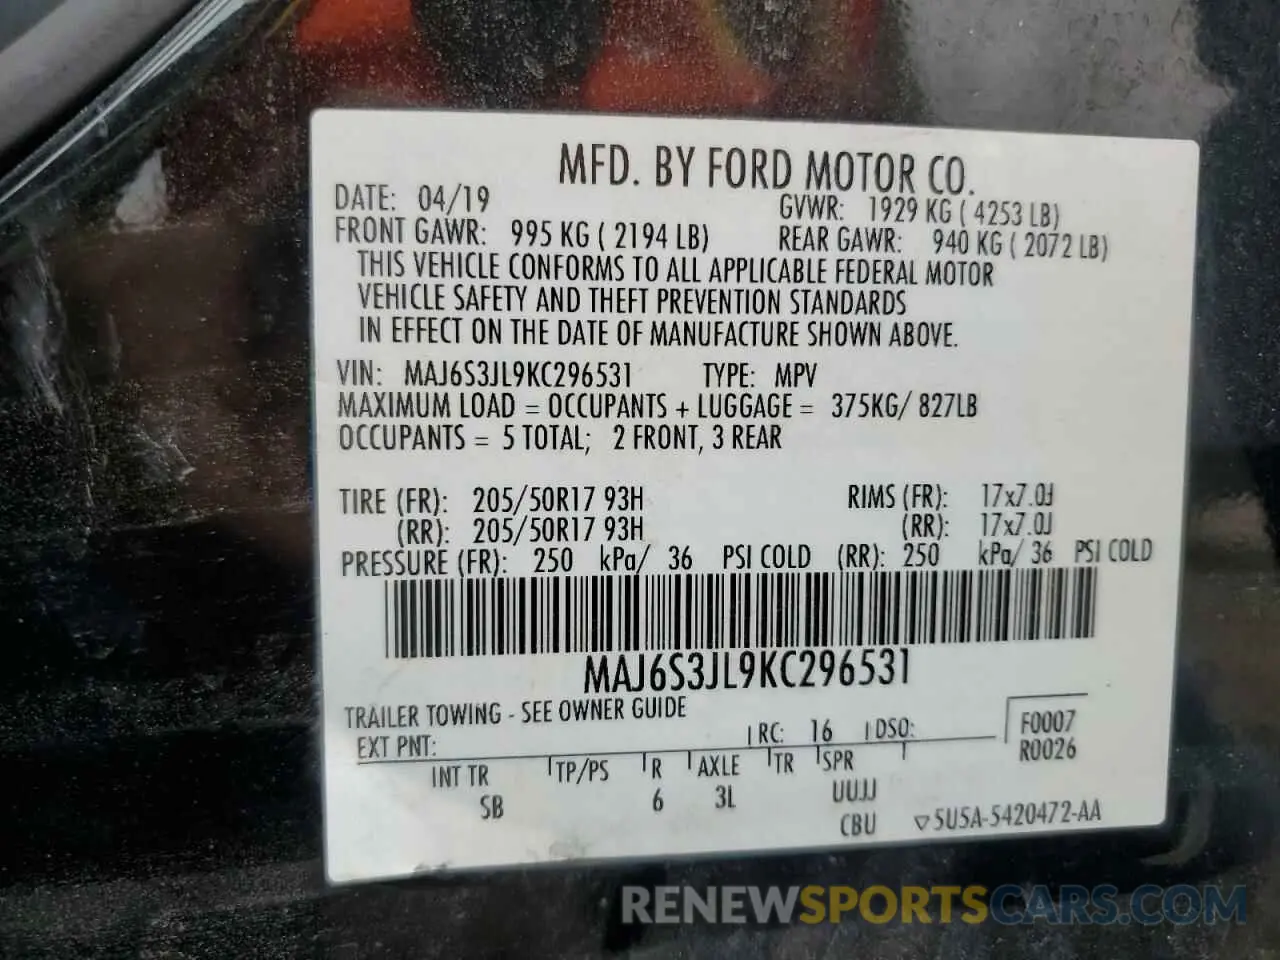 MFD. BY FORD MOTOR CO.
DATE: 04/19 GVWR: 1929 KG ( 4253 LB)
FRONT GAWR: 995 KG ( 2194 LB) REAR GAWR: 940 KG ( 2072 LB)
THIS VEHICLE CONFORMS TO ALL APPLICABLE FEDERAL MOTOR
VEHICLE SAFETY AND THEFT PREVENTION STANDARDS
IN EFFECT ON THE DATE OF MANUFACTURE SHOWN ABOVE.
VIN: MAJ6S3JL9KC296531 TYPE: MPV
MAXIMUM LOAD = OCCUPANTS + LUGGAGE = 375KG/ 827LB
OCCUPANTS = 5 TOTAL; 2 FRONT, 3 REAR
TIRE (FR): 205/50R17 93H RIMS (FR): 17x7.0J
(RR): 205/50R17 93H (RR): 17x7.0J
PRESSURE (FR): 250 kPa/ 36 PSI COLD (RR): 250 kPa/ 36 PSI COLD
MAJ6S3JL9KC296531
TRAILER TOWING - SEE OWNER GUIDE
EXT PNT: RC: 16 DSO: F0007
R0026
INT TR TP/PS R AXLE TR SPR
SB 6 3L UUJJ
CBU ▽5U5A-5420472-AA
RENEWSPORTSCARS.COM